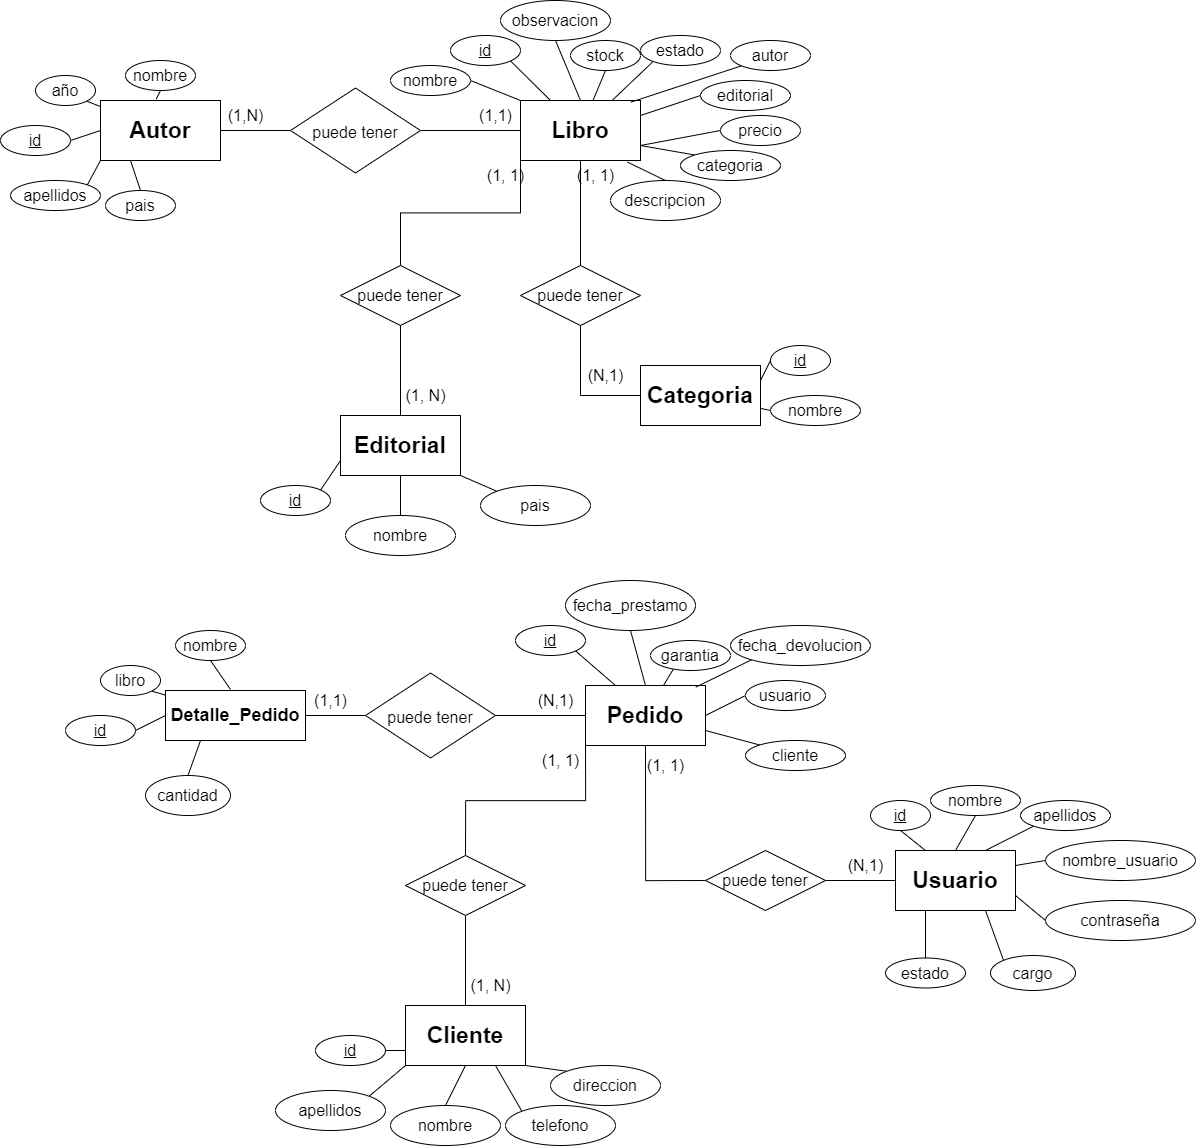 observacion
id
stock
estado
autor
nombre
nombre
año
editorial
(1,N)
(1,1)
Autor
puede tener
Libro
precio
id
categoria
(1, 1)
(1, 1)
apellidos
pais
descripcion
puede tener
puede tener
id
(N,1)
(1, N)
Categoria
nombre
Editorial
id
pais
nombre
fecha_prestamo
id
nombre
garantia
fecha_devolucion
libro
usuario
(1,1)
(N,1)
Detalle_Pedido
puede tener
Pedido
id
cliente
(1, 1)
(1, 1)
cantidad
nombre
id
apellidos
nombre_usuario
(N,1)
puede tener
puede tener
Usuario
contraseña
estado
cargo
(1, N)
Cliente
id
direccion
apellidos
nombre
telefono